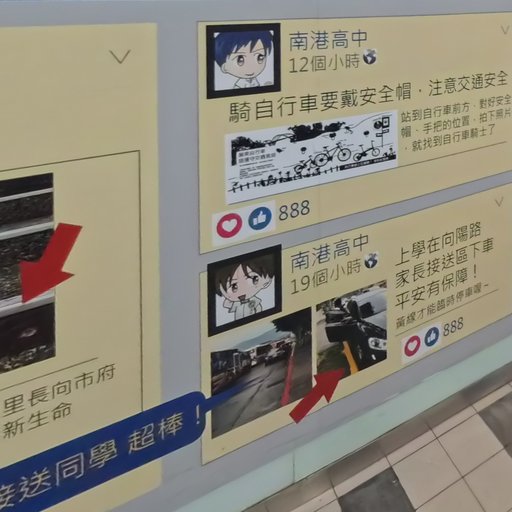 南港高中
12個小時
騎自行車要戴安全帽，注意交通安全
站到自行車前方、對好安全
帽、手把的位置，拍下照片
，就找到自行車騎士了
888
南港高中
19個小時
上學在向陽路
家長接送區下車
平安有保障！
黃線才能臨時停車喔～
888
里長向市府
新生命
接送同學 超棒！